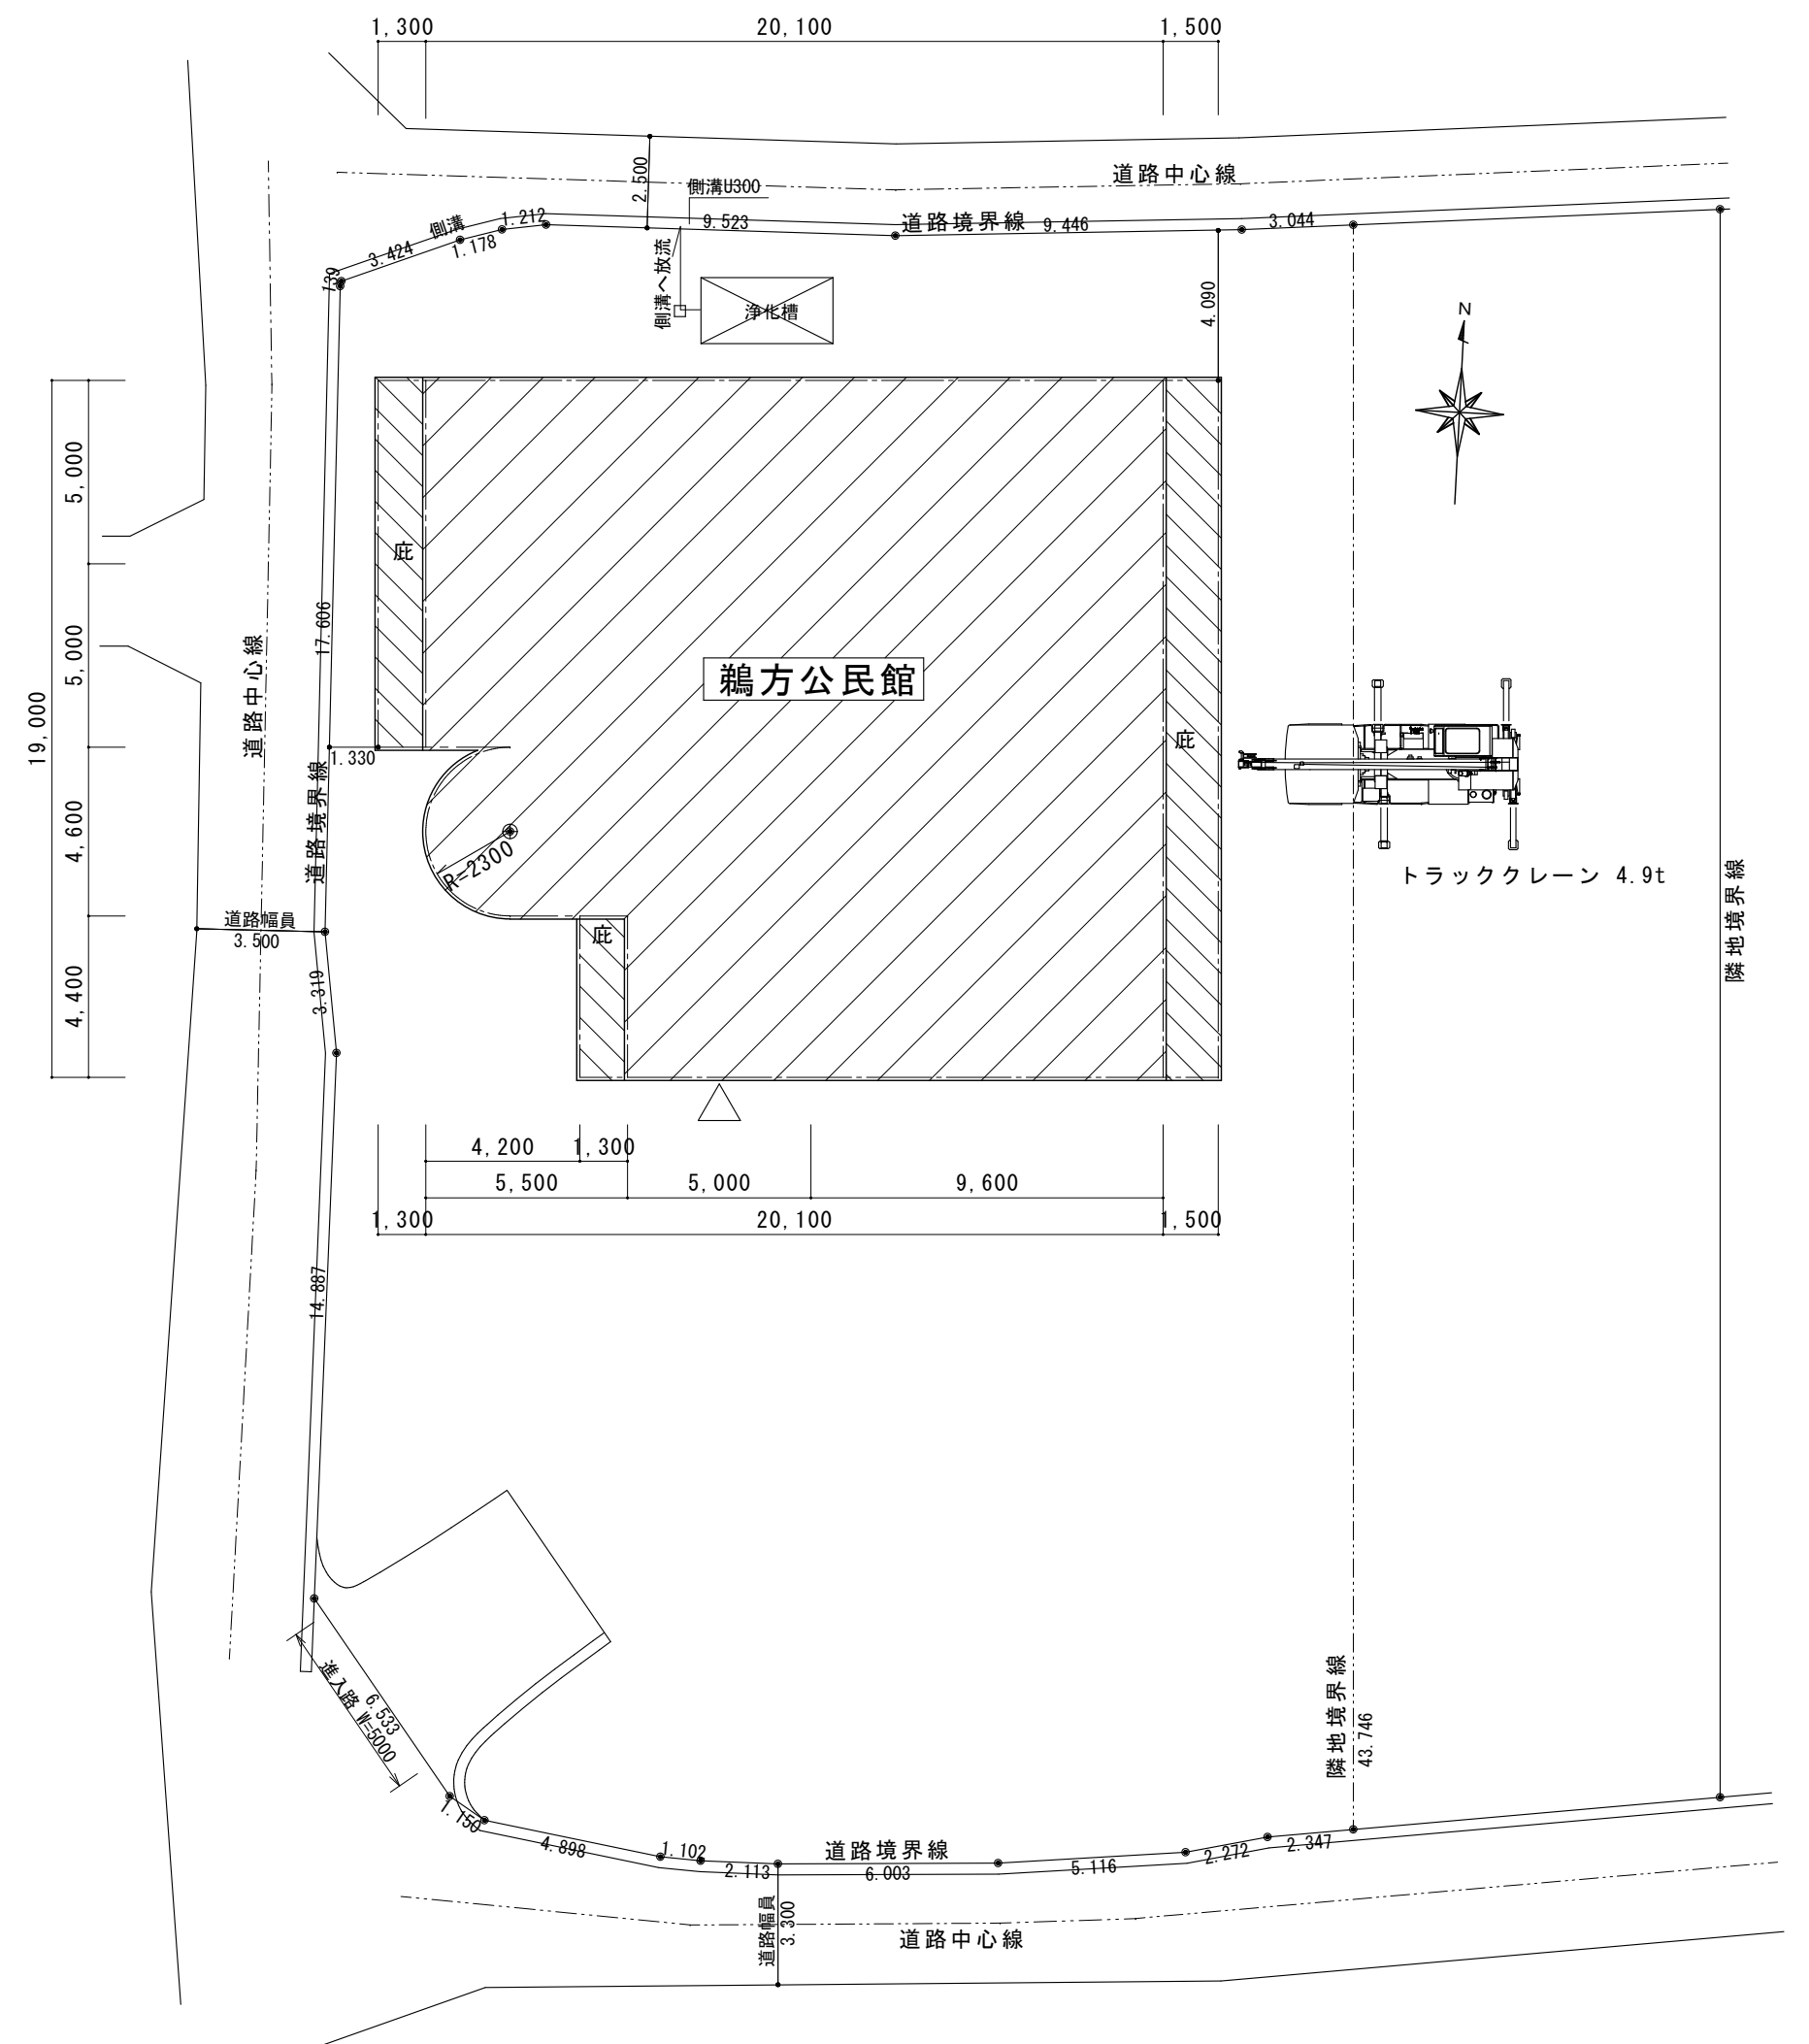 1,300
20,100
1,500
道路中心線
2.500
側溝U300
側溝
1.212
9.523
道路境界線
9.446
3.044
3.424
1.178
139
側溝へ放流
浄化槽
4.090
N
5,000
庇
17.606
5,000
19,000
道路中心線
鵜方公民館
庇
1.330
道路境界線
4,600
R=2300
トラッククレーン 4.9t
隣地境界線
道路幅員
3.500
庇
3.319
4,400
4,200
1,300
5,500
5,000
9,600
1,300
20,100
1,500
14.887
進入路 W=5000
6.533
隣地境界線
43.746
1.150
4.898
1.102
2.113
道路境界線
6.003
5.116
2.272
2.347
道路幅員
3.300
道路中心線